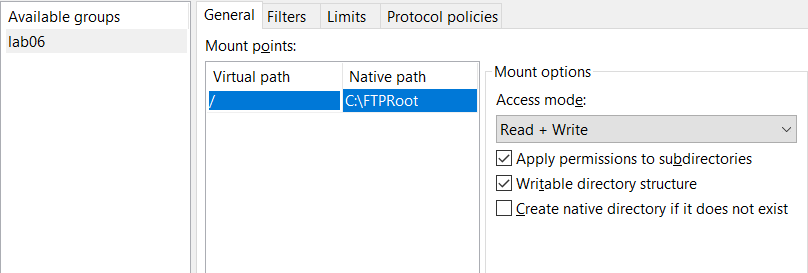 Available groups
lab06
General Filters Limits Protocol policies
Mount points:
Virtual path Native path
/ C:\FTPRoot
Mount options
Access mode:
Read + Write
Apply permissions to subdirectories
Writable directory structure
Create native directory if it does not exist